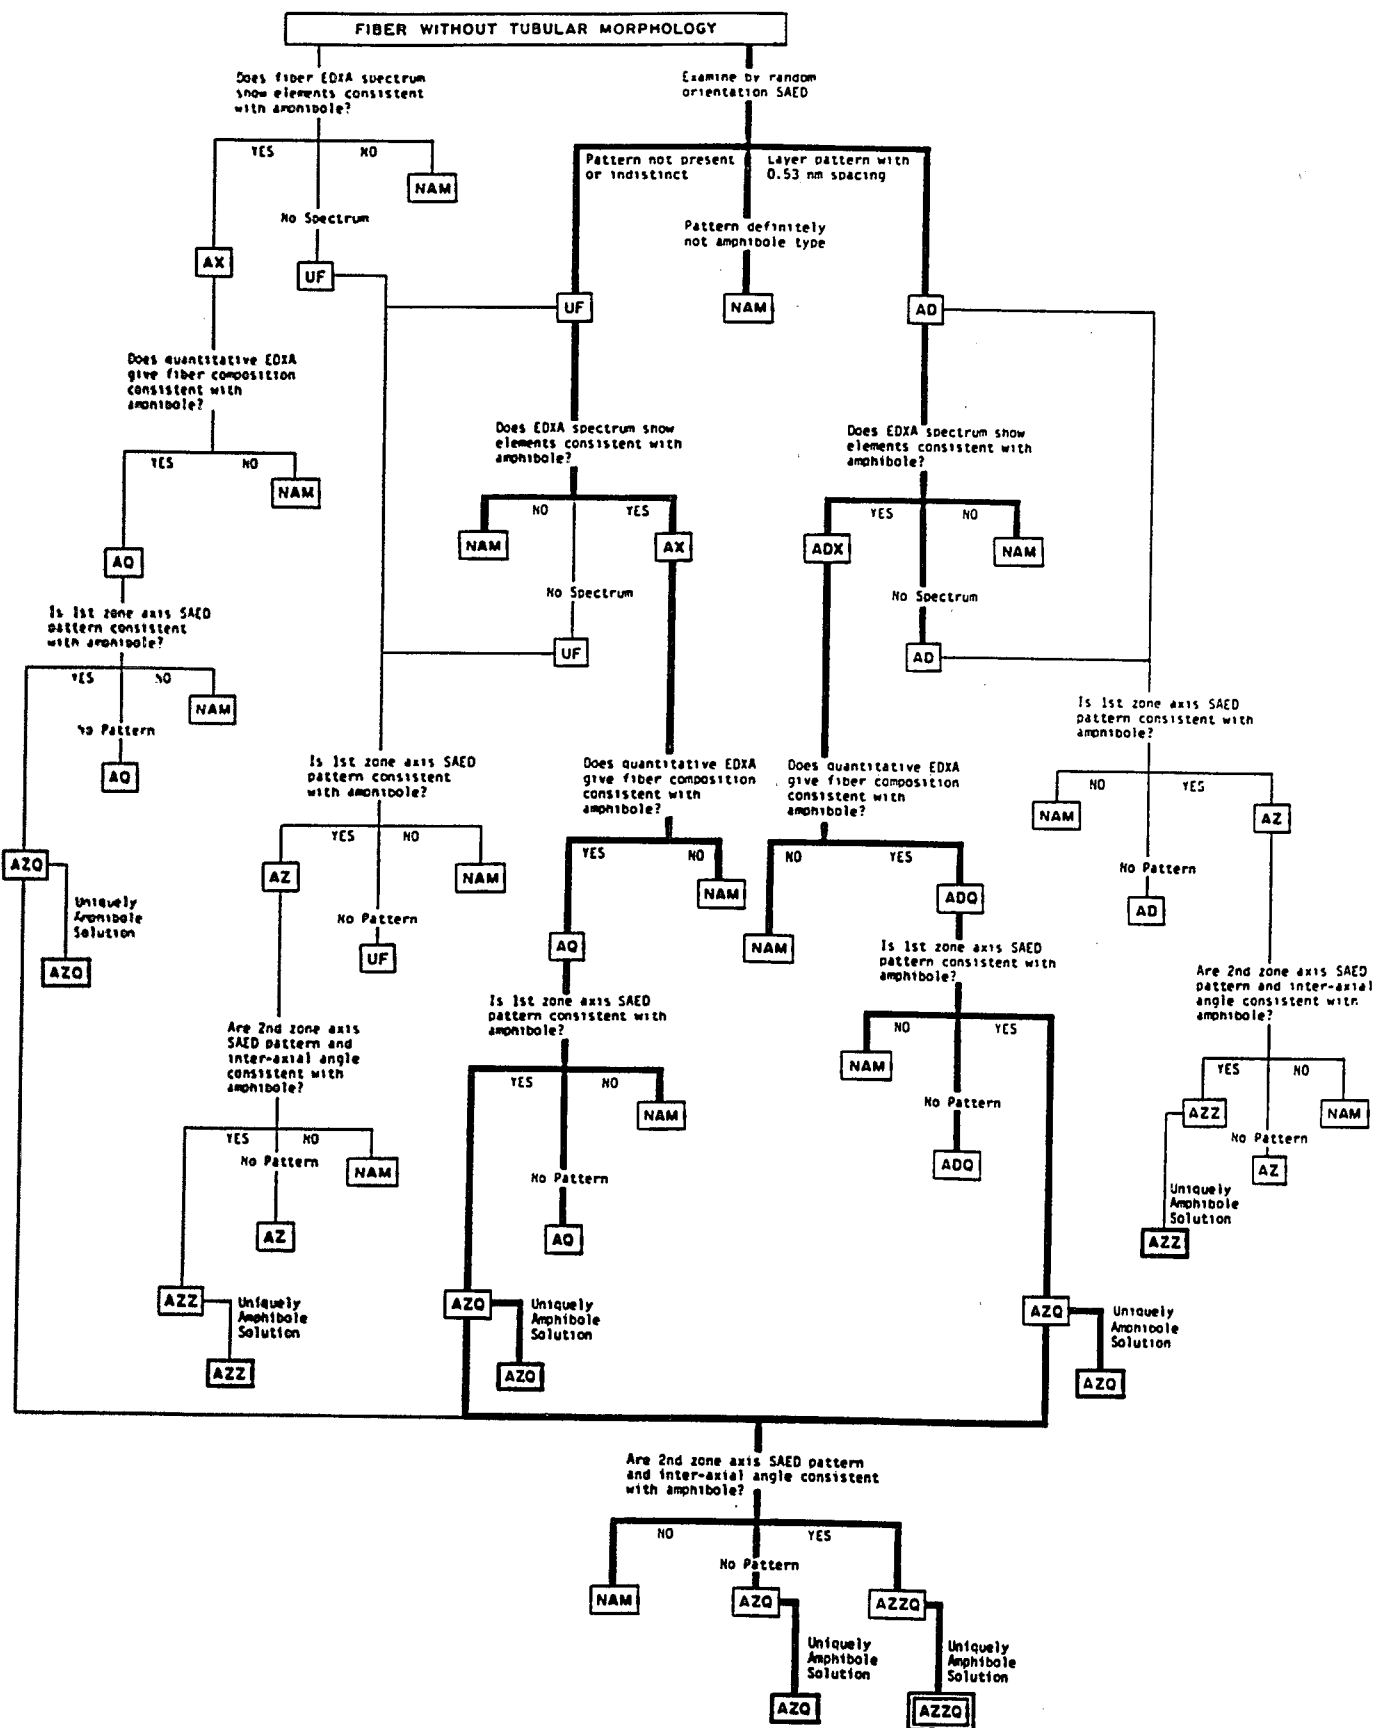 FIBER WITHOUT TUBULAR MORPHOLOGY
Does fiber EDXA spectrum
show elements consistent
with amphibole?
Examine by random
orientation SAED
YES
NO
NAM
No Spectrum
AX
UF
Pattern not present
or indistinct
Layer pattern with
0.53 nm spacing
Pattern definitely
not amphibole type
UF
NAM
AD
Does quantitative EDXA
give fiber composition
consistent with
amphibole?
YES
NO
NAM
AQ
Does EDXA spectrum show
elements consistent with
amphibole?
NO
YES
NAM
AX
No Spectrum
UF
Does EDXA spectrum show
elements consistent with
amphibole?
YES
NO
ADX
NAM
No Spectrum
AD
Is 1st zone axis SAED
pattern consistent
with amphibole?
YES
NO
NAM
No Pattern
AQ
AZQ
Uniquely
Amphibole
Solution
AZQ
Is 1st zone axis SAED
pattern consistent
with amphibole?
YES
NO
AZ
NAM
No Pattern
UF
Does quantitative EDXA
give fiber composition
consistent with
amphibole?
YES
NO
NAM
AQ
Does quantitative EDXA
give fiber composition
consistent with
amphibole?
NO
YES
NAM
ADQ
Is 1st zone axis SAED
pattern consistent with
amphibole?
NO
YES
NAM
AZ
No Pattern
AD
Are 2nd zone axis
SAED pattern and
inter-axial angle
consistent with
amphibole?
YES
NO
No Pattern
NAM
AZ
AZZ
Uniquely
Amphibole
Solution
AZZ
Is 1st zone axis SAED
pattern consistent with
amphibole?
YES
NO
NAM
No Pattern
AQ
AZQ
Uniquely
Amphibole
Solution
AZQ
Is 1st zone axis SAED
pattern consistent with
amphibole?
NO
YES
NAM
No Pattern
ADQ
AZQ
Uniquely
Amphibole
Solution
AZQ
Are 2nd zone axis SAED
pattern and inter-axial
angle consistent with
amphibole?
YES
NO
AZZ
NAM
No Pattern
AZ
Uniquely
Amphibole
Solution
AZZ
Are 2nd zone axis SAED pattern
and inter-axial angle consistent
with amphibole?
NO
YES
No Pattern
NAM
AZQ
AZZQ
Uniquely
Amphibole
Solution
Uniquely
Amphibole
Solution
AZQ
AZZQ